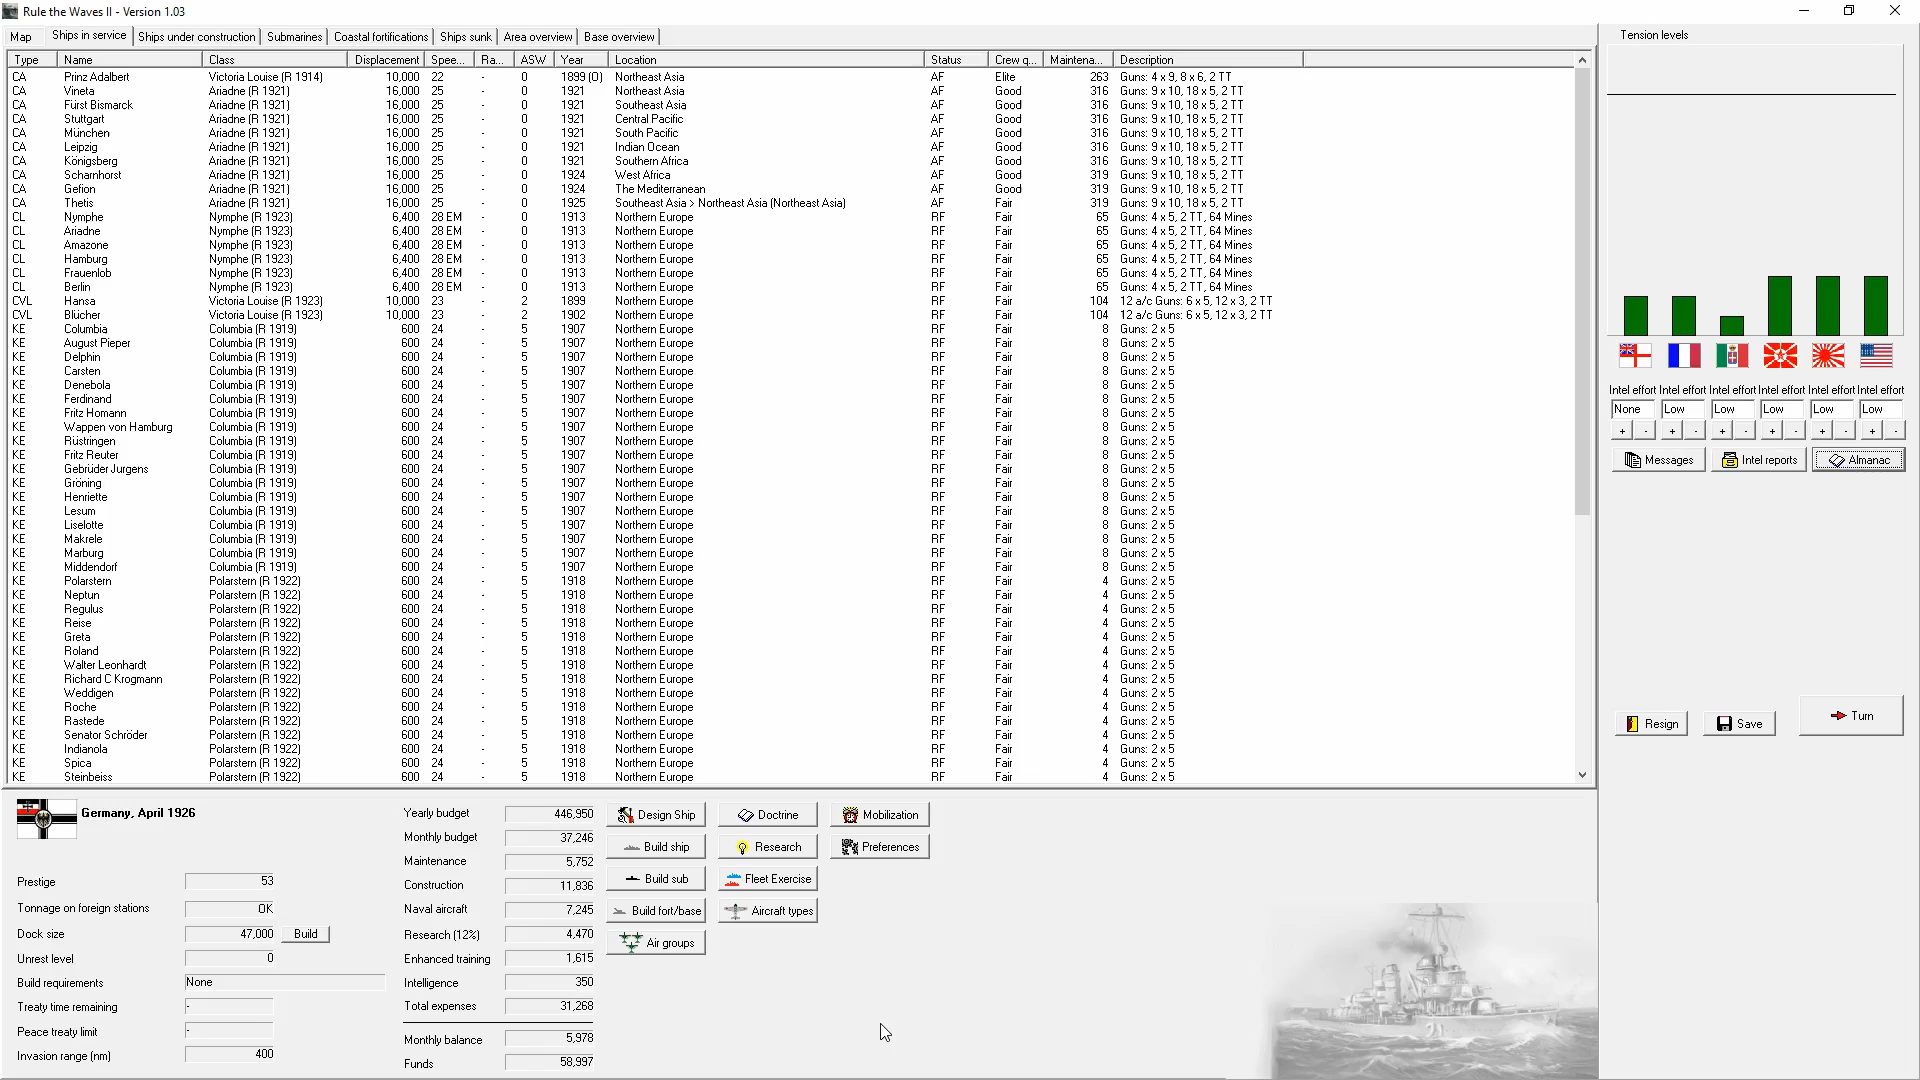 Rule the Waves II - Version 1.03
Map Ships in service Ships under construction Submarines Coastal fortifications Ships sunk Area overview Base overview
Type Name Class Displacement Spee... Ra... ASW Year Location Status Crew q... Maintena... Description
CA Prinz Adalbert Victoria Louise (R 1914) 10,000 22 - 0 1899 (O) Northeast Asia AF Elite 263 Guns: 4 x 9, 8 x 6, 2 TT
CA Vineta Ariadne (R 1921) 16,000 25 - 0 1921 Northeast Asia AF Good 316 Guns: 9 x 10, 18 x 5, 2 TT
CA Fürst Bismarck Ariadne (R 1921) 16,000 25 - 0 1921 Southeast Asia AF Good 316 Guns: 9 x 10, 18 x 5, 2 TT
CA Stuttgart Ariadne (R 1921) 16,000 25 - 0 1921 Central Pacific AF Good 316 Guns: 9 x 10, 18 x 5, 2 TT
CA München Ariadne (R 1921) 16,000 25 - 0 1921 South Pacific AF Good 316 Guns: 9 x 10, 18 x 5, 2 TT
CA Leipzig Ariadne (R 1921) 16,000 25 - 0 1921 Indian Ocean AF Good 316 Guns: 9 x 10, 18 x 5, 2 TT
CA Königsberg Ariadne (R 1921) 16,000 25 - 0 1921 Southern Africa AF Good 316 Guns: 9 x 10, 18 x 5, 2 TT
CA Scharnhorst Ariadne (R 1921) 16,000 25 - 0 1924 West Africa AF Good 319 Guns: 9 x 10, 18 x 5, 2 TT
CA Gefion Ariadne (R 1921) 16,000 25 - 0 1924 The Mediterranean AF Good 319 Guns: 9 x 10, 18 x 5, 2 TT
CA Thetis Ariadne (R 1921) 16,000 25 - 0 1925 Southeast Asia > Northeast Asia (Northeast Asia) AF Fair 319 Guns: 9 x 10, 18 x 5, 2 TT
CL Nymphe Nymphe (R 1923) 6,400 28 EM - 0 1913 Northern Europe RF Fair 65 Guns: 4 x 5, 2 TT, 64 Mines
CL Ariadne Nymphe (R 1923) 6,400 28 EM - 0 1913 Northern Europe RF Fair 65 Guns: 4 x 5, 2 TT, 64 Mines
CL Amazone Nymphe (R 1923) 6,400 28 EM - 0 1913 Northern Europe RF Fair 65 Guns: 4 x 5, 2 TT, 64 Mines
CL Hamburg Nymphe (R 1923) 6,400 28 EM - 0 1913 Northern Europe RF Fair 65 Guns: 4 x 5, 2 TT, 64 Mines
CL Frauenlob Nymphe (R 1923) 6,400 28 EM - 0 1913 Northern Europe RF Fair 65 Guns: 4 x 5, 2 TT, 64 Mines
CL Berlin Nymphe (R 1923) 6,400 28 EM - 0 1913 Northern Europe RF Fair 65 Guns: 4 x 5, 2 TT, 64 Mines
CVL Hansa Victoria Louise (R 1923) 10,000 23 - 2 1899 Northern Europe RF Fair 104 12 a/c Guns: 6 x 5, 12 x 3, 2 TT
CVL Blücher Victoria Louise (R 1923) 10,000 23 - 2 1902 Northern Europe RF Fair 104 12 a/c Guns: 6 x 5, 12 x 3, 2 TT
KE Columbia Columbia (R 1919) 600 24 - 5 1907 Northern Europe RF Fair 8 Guns: 2 x 5
KE August Pieper Columbia (R 1919) 600 24 - 5 1907 Northern Europe RF Fair 8 Guns: 2 x 5
KE Delphin Columbia (R 1919) 600 24 - 5 1907 Northern Europe RF Fair 8 Guns: 2 x 5
KE Carsten Columbia (R 1919) 600 24 - 5 1907 Northern Europe RF Fair 8 Guns: 2 x 5
KE Denebola Columbia (R 1919) 600 24 - 5 1907 Northern Europe RF Fair 8 Guns: 2 x 5
KE Ferdinand Columbia (R 1919) 600 24 - 5 1907 Northern Europe RF Fair 8 Guns: 2 x 5
KE Fritz Homann Columbia (R 1919) 600 24 - 5 1907 Northern Europe RF Fair 8 Guns: 2 x 5
KE Wappen von Hamburg Columbia (R 1919) 600 24 - 5 1907 Northern Europe RF Fair 8 Guns: 2 x 5
KE Rüstringen Columbia (R 1919) 600 24 - 5 1907 Northern Europe RF Fair 8 Guns: 2 x 5
KE Fritz Reuter Columbia (R 1919) 600 24 - 5 1907 Northern Europe RF Fair 8 Guns: 2 x 5
KE Gebrüder Jurgens Columbia (R 1919) 600 24 - 5 1907 Northern Europe RF Fair 8 Guns: 2 x 5
KE Gröning Columbia (R 1919) 600 24 - 5 1907 Northern Europe RF Fair 8 Guns: 2 x 5
KE Henriette Columbia (R 1919) 600 24 - 5 1907 Northern Europe RF Fair 8 Guns: 2 x 5
KE Lesum Columbia (R 1919) 600 24 - 5 1907 Northern Europe RF Fair 8 Guns: 2 x 5
KE Liselotte Columbia (R 1919) 600 24 - 5 1907 Northern Europe RF Fair 8 Guns: 2 x 5
KE Makrele Columbia (R 1919) 600 24 - 5 1907 Northern Europe RF Fair 8 Guns: 2 x 5
KE Marburg Columbia (R 1919) 600 24 - 5 1907 Northern Europe RF Fair 8 Guns: 2 x 5
KE Middendorf Columbia (R 1919) 600 24 - 5 1907 Northern Europe RF Fair 8 Guns: 2 x 5
KE Polarstern Polarstern (R 1922) 600 24 - 5 1918 Northern Europe RF Fair 4 Guns: 2 x 5
KE Neptun Polarstern (R 1922) 600 24 - 5 1918 Northern Europe RF Fair 4 Guns: 2 x 5
KE Regulus Polarstern (R 1922) 600 24 - 5 1918 Northern Europe RF Fair 4 Guns: 2 x 5
KE Reise Polarstern (R 1922) 600 24 - 5 1918 Northern Europe RF Fair 4 Guns: 2 x 5
KE Greta Polarstern (R 1922) 600 24 - 5 1918 Northern Europe RF Fair 4 Guns: 2 x 5
KE Roland Polarstern (R 1922) 600 24 - 5 1918 Northern Europe RF Fair 4 Guns: 2 x 5
KE Walter Leonhardt Polarstern (R 1922) 600 24 - 5 1918 Northern Europe RF Fair 4 Guns: 2 x 5
KE Richard C Krogmann Polarstern (R 1922) 600 24 - 5 1918 Northern Europe RF Fair 4 Guns: 2 x 5
KE Weddigen Polarstern (R 1922) 600 24 - 5 1918 Northern Europe RF Fair 4 Guns: 2 x 5
KE Roche Polarstern (R 1922) 600 24 - 5 1918 Northern Europe RF Fair 4 Guns: 2 x 5
KE Rastede Polarstern (R 1922) 600 24 - 5 1918 Northern Europe RF Fair 4 Guns: 2 x 5
KE Senator Schröder Polarstern (R 1922) 600 24 - 5 1918 Northern Europe RF Fair 4 Guns: 2 x 5
KE Indianola Polarstern (R 1922) 600 24 - 5 1918 Northern Europe RF Fair 4 Guns: 2 x 5
KE Spica Polarstern (R 1922) 600 24 - 5 1918 Northern Europe RF Fair 4 Guns: 2 x 5
KE Steinbeiss Polarstern (R 1922) 600 24 - 5 1918 Northern Europe RF Fair 4 Guns: 2 x 5
Tension levels
Intel effort Intel effort Intel effort Intel effort Intel effort Intel effort
None Low Low Low Low Low
+ - + - + - + - + - + -
Messages Intel reports Almanac
Resign Save Turn
Germany, April 1926
Prestige 53
Tonnage on foreign stations OK
Dock size 47,000 Build
Unrest level 0
Build requirements None
Treaty time remaining -
Peace treaty limit -
Invasion range (nm) 400
Yearly budget 446,950
Monthly budget 37,246
Maintenance 5,752
Construction 11,836
Naval aircraft 7,245
Research (12%) 4,470
Enhanced training 1,615
Intelligence 350
Total expenses 31,268
Monthly balance 5,978
Funds 58,997
Design Ship Doctrine Mobilization
Build ship Research Preferences
Build sub Fleet Exercise
Build fort/base Aircraft types
Air groups